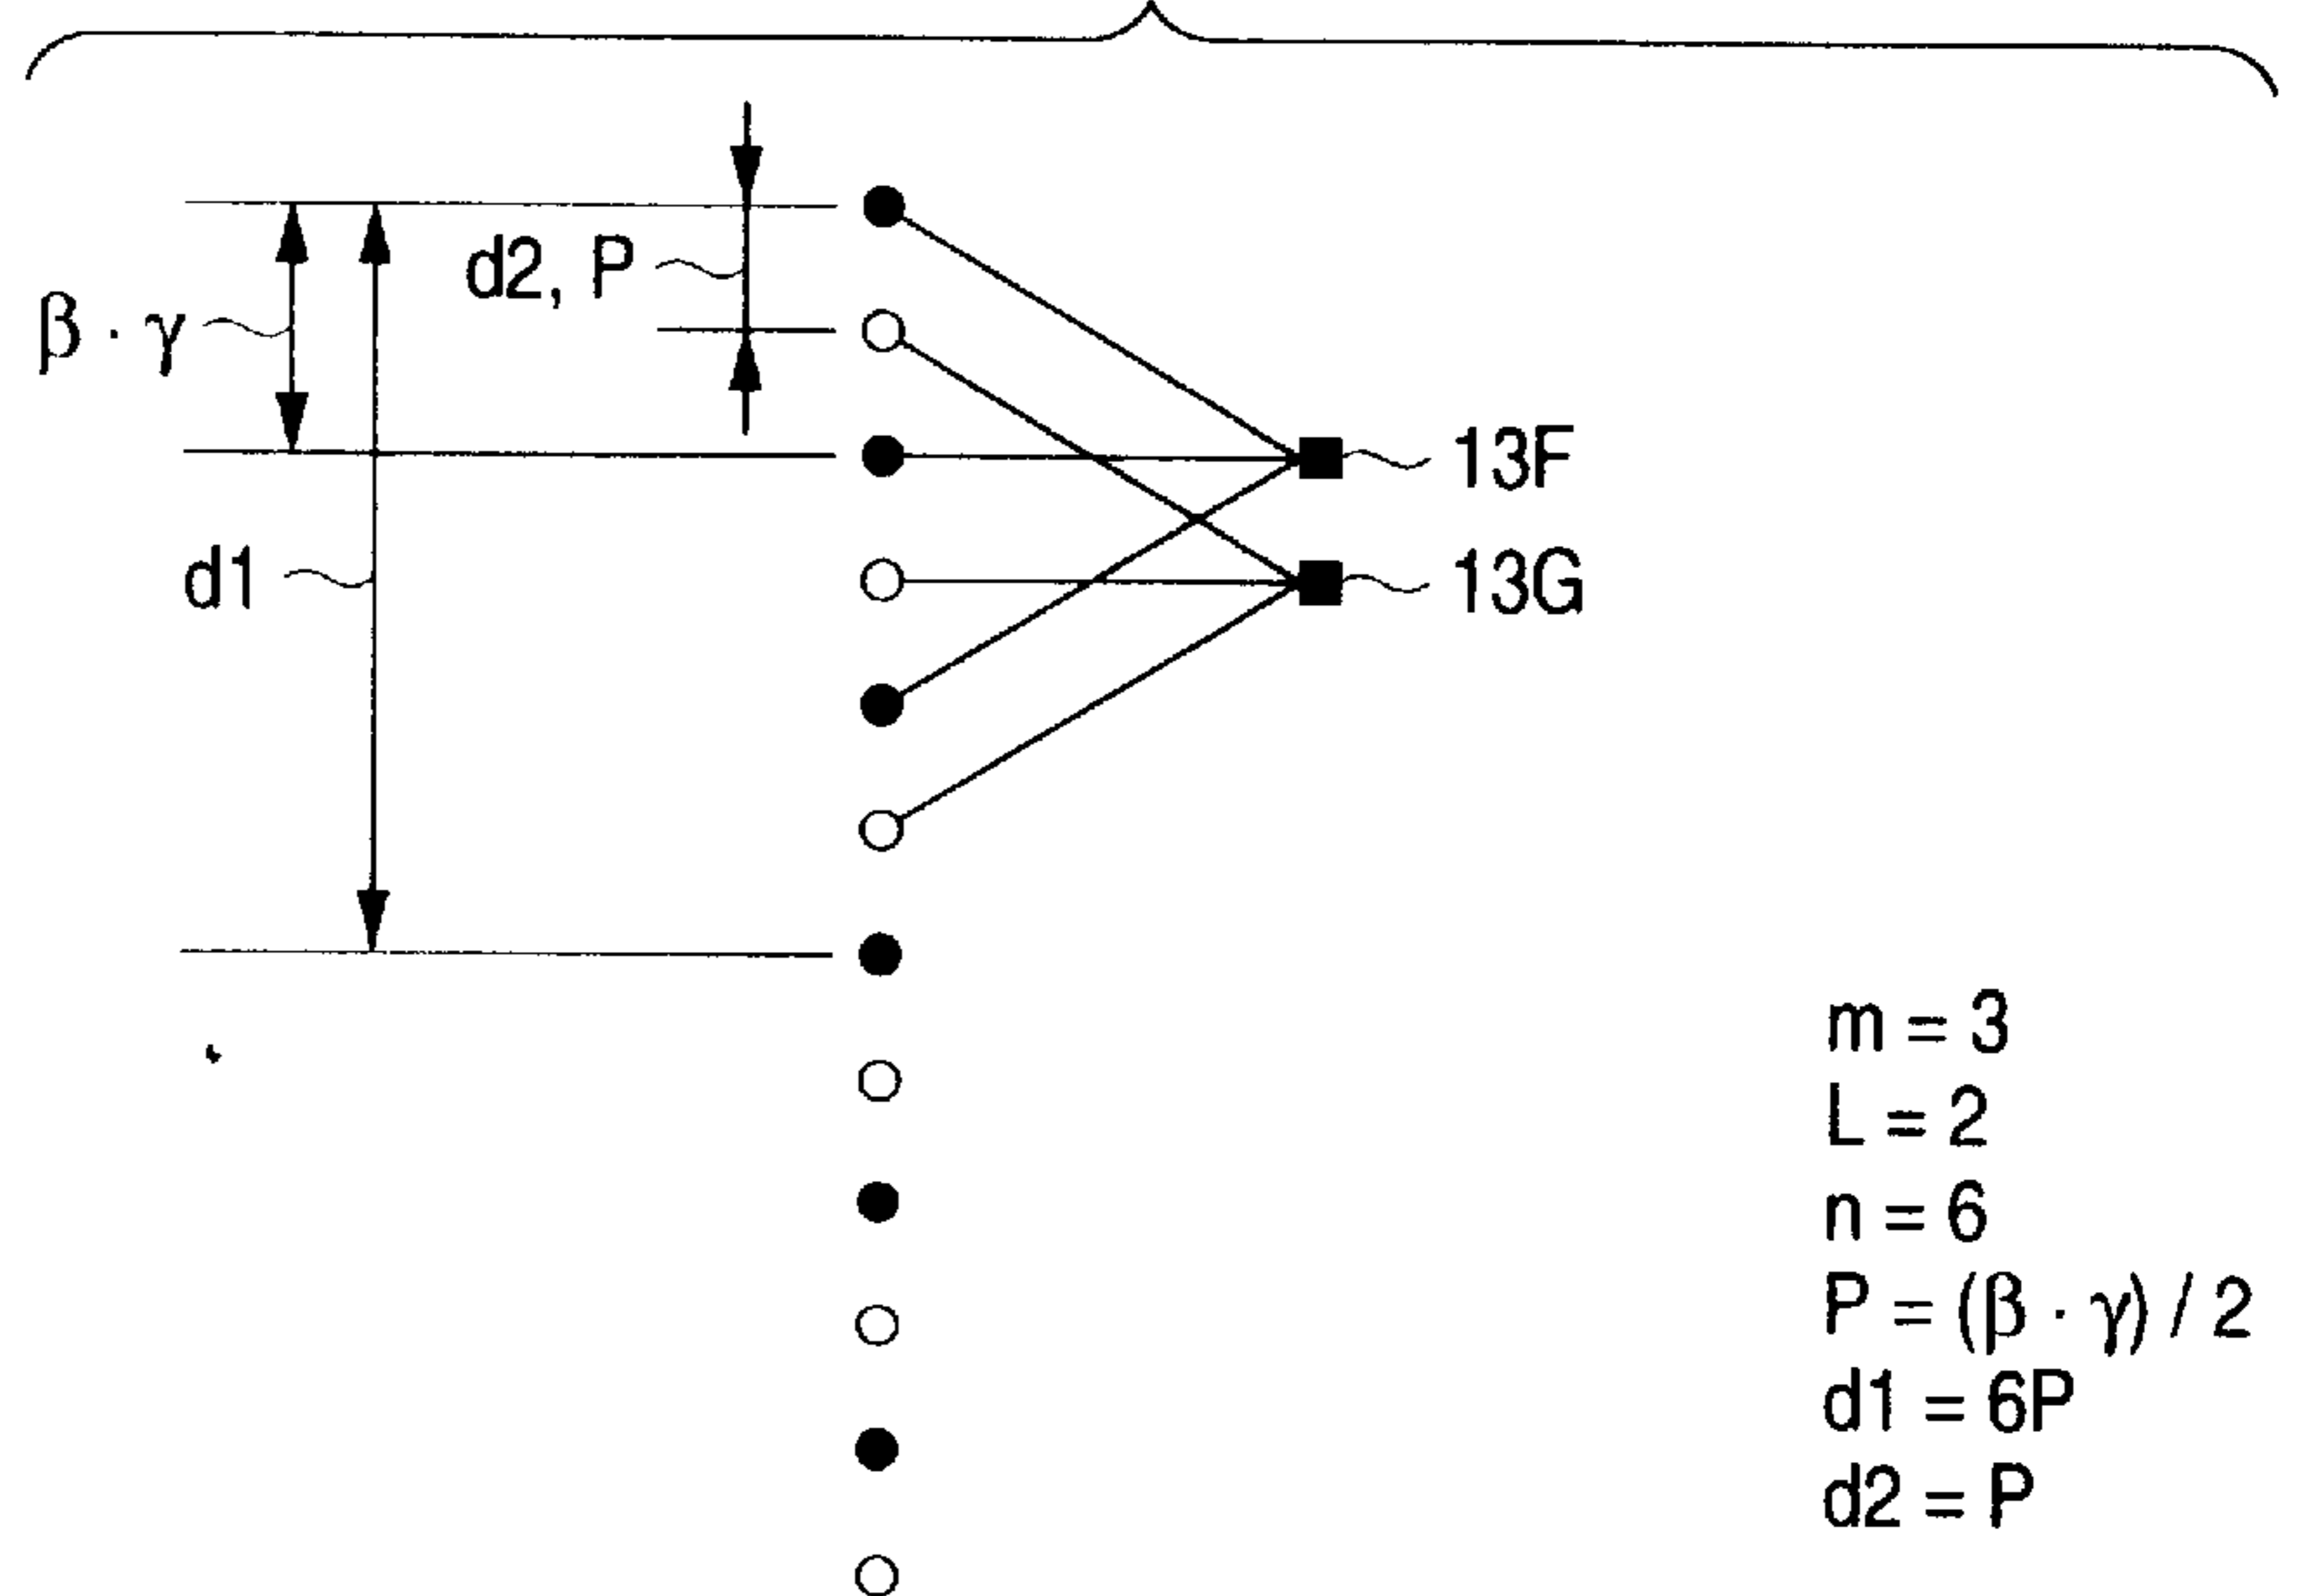 d2, P
β · γ
13F
d1
13G
m = 3
L = 2
n = 6
P = (β · γ) / 2
d1 = 6P
d2 = P